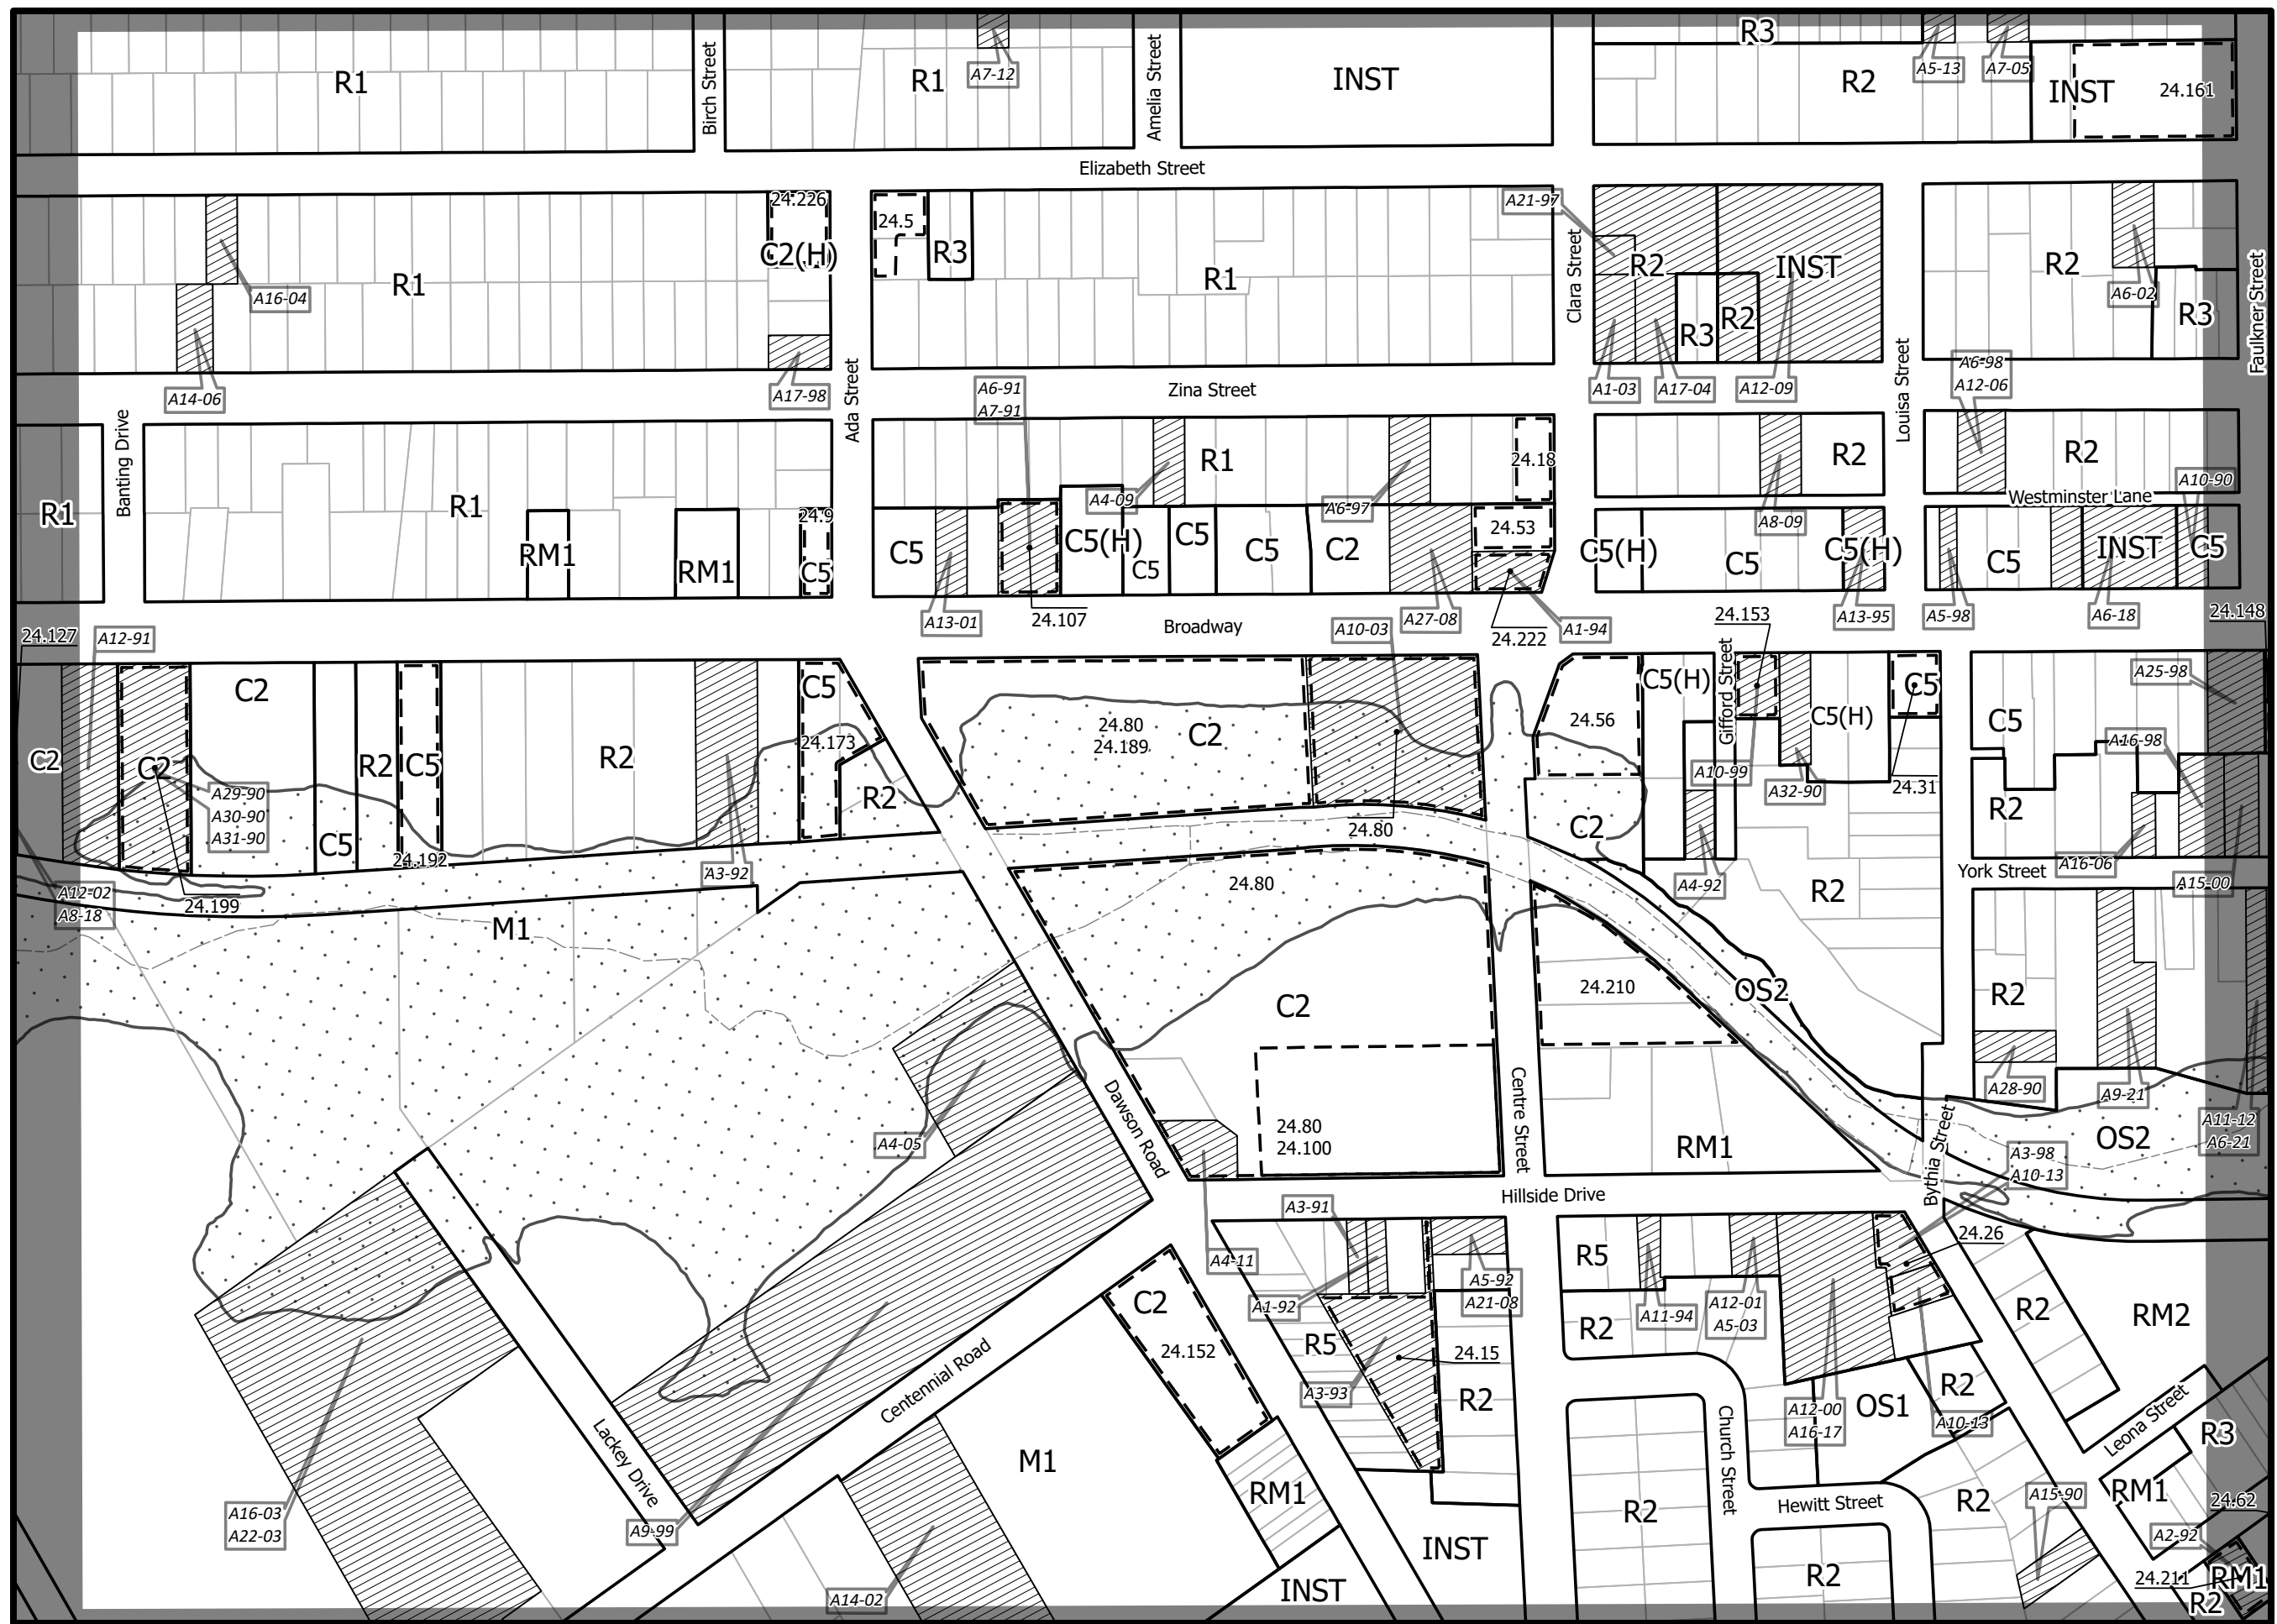 R1
Birch Street
R1
A7-12
Amelia Street
INST
R3
R2
A5-13
A7-05
INST
24.161
Elizabeth Street
A16-04
A14-06
R1
24.226
C2(H)
A17-98
24.5
R3
R1
A21-97
Clara Street
R2
INST
R3
R2
A1-03
A17-04
A12-09
R2
A6-02
R3
Faulkner Street
Louisa Street
A6-98
A12-06
Ada Street
Zina Street
A6-91
A7-91
Banting Drive
R1
R1
RM1
RM1
24.9
C5
C5
A13-01
24.107
C5(H)
A4-09
R1
C5
C5
C5
C2
A6-97
24.18
24.53
A27-08
24.222
A1-94
R2
A8-09
C5(H)
C5
C5(H)
A13-95
R2
Westminster Lane
A10-90
C5
INST
C5
A5-98
A6-18
24.148
Broadway
24.127
A12-91
C2
C2
C2
A29-90
A30-90
A31-90
24.199
A12-02
A8-18
C5
R2
C5
24.192
R2
A3-92
C5
24.173
R2
24.80
24.189
C2
A10-03
24.80
24.56
C2
C5(H)
24.153
Gifford Street
A10-99
A4-92
C5(H)
A32-90
C5
24.31
R2
C5
A25-98
A16-98
R2
A16-06
A15-00
York Street
M1
24.80
C2
24.210
OS2
R2
A28-90
A9-21
A11-12
A6-21
OS2
A4-05
Dawson Road
24.80
24.100
Centre Street
RM1
Bythia Street
A3-98
A10-13
Hillside Drive
A4-11
A3-91
A1-92
A5-92
A21-08
R5
A3-93
24.15
R2
R5
R2
A11-94
A12-01
A5-03
24.26
A12-00
A16-17
OS1
R2
A10-13
R2
RM2
Leona Street
R3
RM1
24.62
A2-92
24.211
RM1
R2
C2
24.152
Centennial Road
Lackey Drive
A16-03
A22-03
A9-99
A14-02
M1
RM1
INST
INST
R2
Church Street
Hewitt Street
R2
R2
A15-90